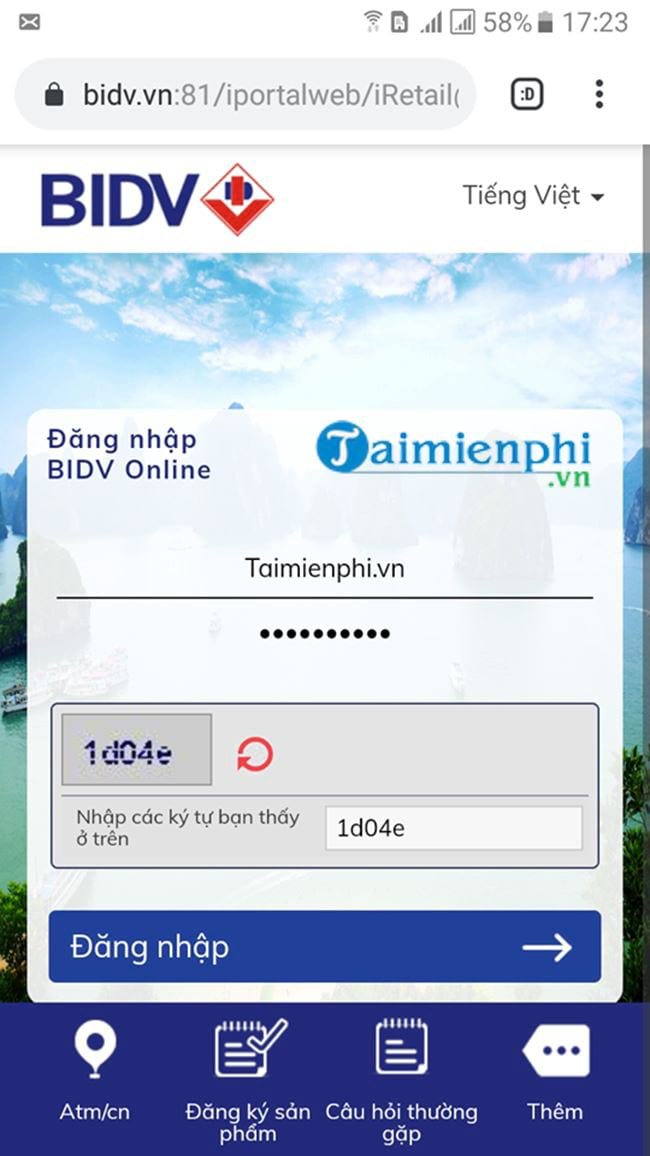 58% 17:23
bidv.vn:81/iportalweb/iRetail
:D
BIDV
Tiếng Việt
Đăng nhập
BIDV Online
Taimienphi
.vn
Taimienphi.vn
1d04e
Nhập các ký tự bạn thấy
ở trên
1d04e
Đăng nhập
Atm/cn
Đăng ký sản
phẩm
Câu hỏi thường
gặp
Thêm